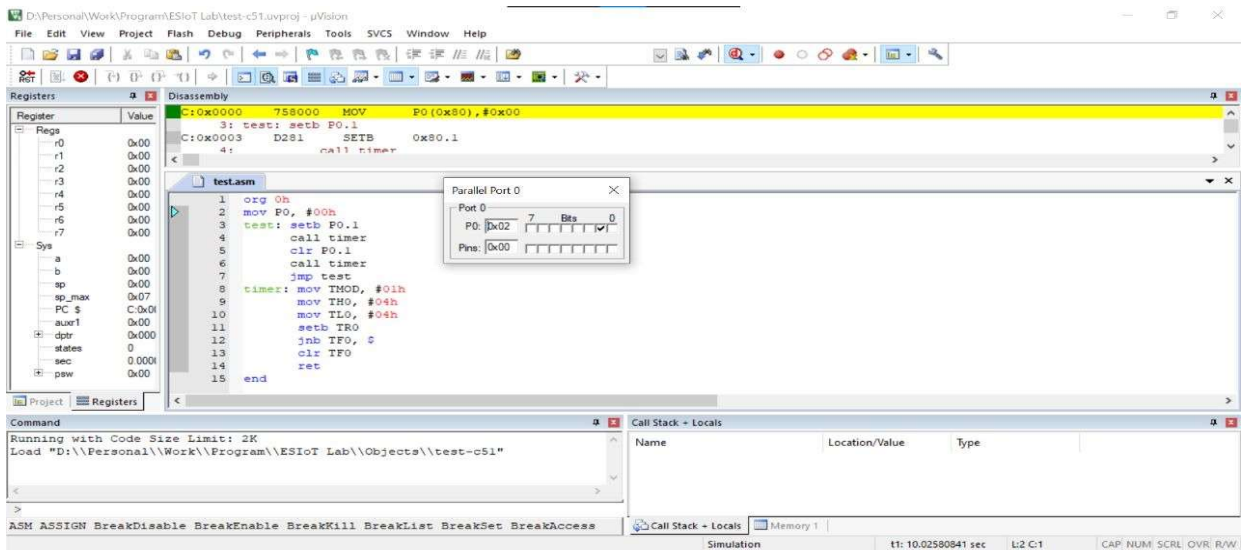 D:\Personal\Work\Program\ESIoT Lab\test-c51.uvproj - µVision
File Edit View Project Flash Debug Peripherals Tools SVCS Window Help
Registers
Register Value
Regs
r0 0x00
r1 0x00
r2 0x00
r3 0x00
r4 0x00
r5 0x00
r6 0x00
r7 0x00
Sys
a 0x00
b 0x00
sp 0x00
sp_max 0x07
PC $ C:0x0(
auxr1 0x00
dptr 0x000
states 0
sec 0.000(
psw 0x00
Project Registers
Disassembly
C:0x0000 758000 MOV P0(0x80),#0x00
3: test: setb P0.1
C:0x0003 D281 SETB 0x80.1
4: call timer
test.asm
1 org 0h
2 mov P0, #00h
3 test: setb P0.1
4 call timer
5 clr P0.1
6 call timer
7 jmp test
8 timer: mov TMOD, #01h
9 mov TH0, #04h
10 mov TL0, #04h
11 setb TR0
12 jnb TF0, $
13 clr TF0
14 ret
15 end
Parallel Port 0
Port 0
7 Bits 0
P0: 0x02
Pins: 0x00
Command
Running with Code Size Limit: 2K
Load "D:\\Personal\\Work\\Program\\ESIoT Lab\\Objects\\test-c51"
>
ASM ASSIGN BreakDisable BreakEnable BreakKill BreakList BreakSet BreakAccess
Call Stack + Locals
Name Location/Value Type
Call Stack + Locals Memory 1
Simulation t1: 10.02580841 sec L:2 C:1 CAP NUM SCRL OVR R/W